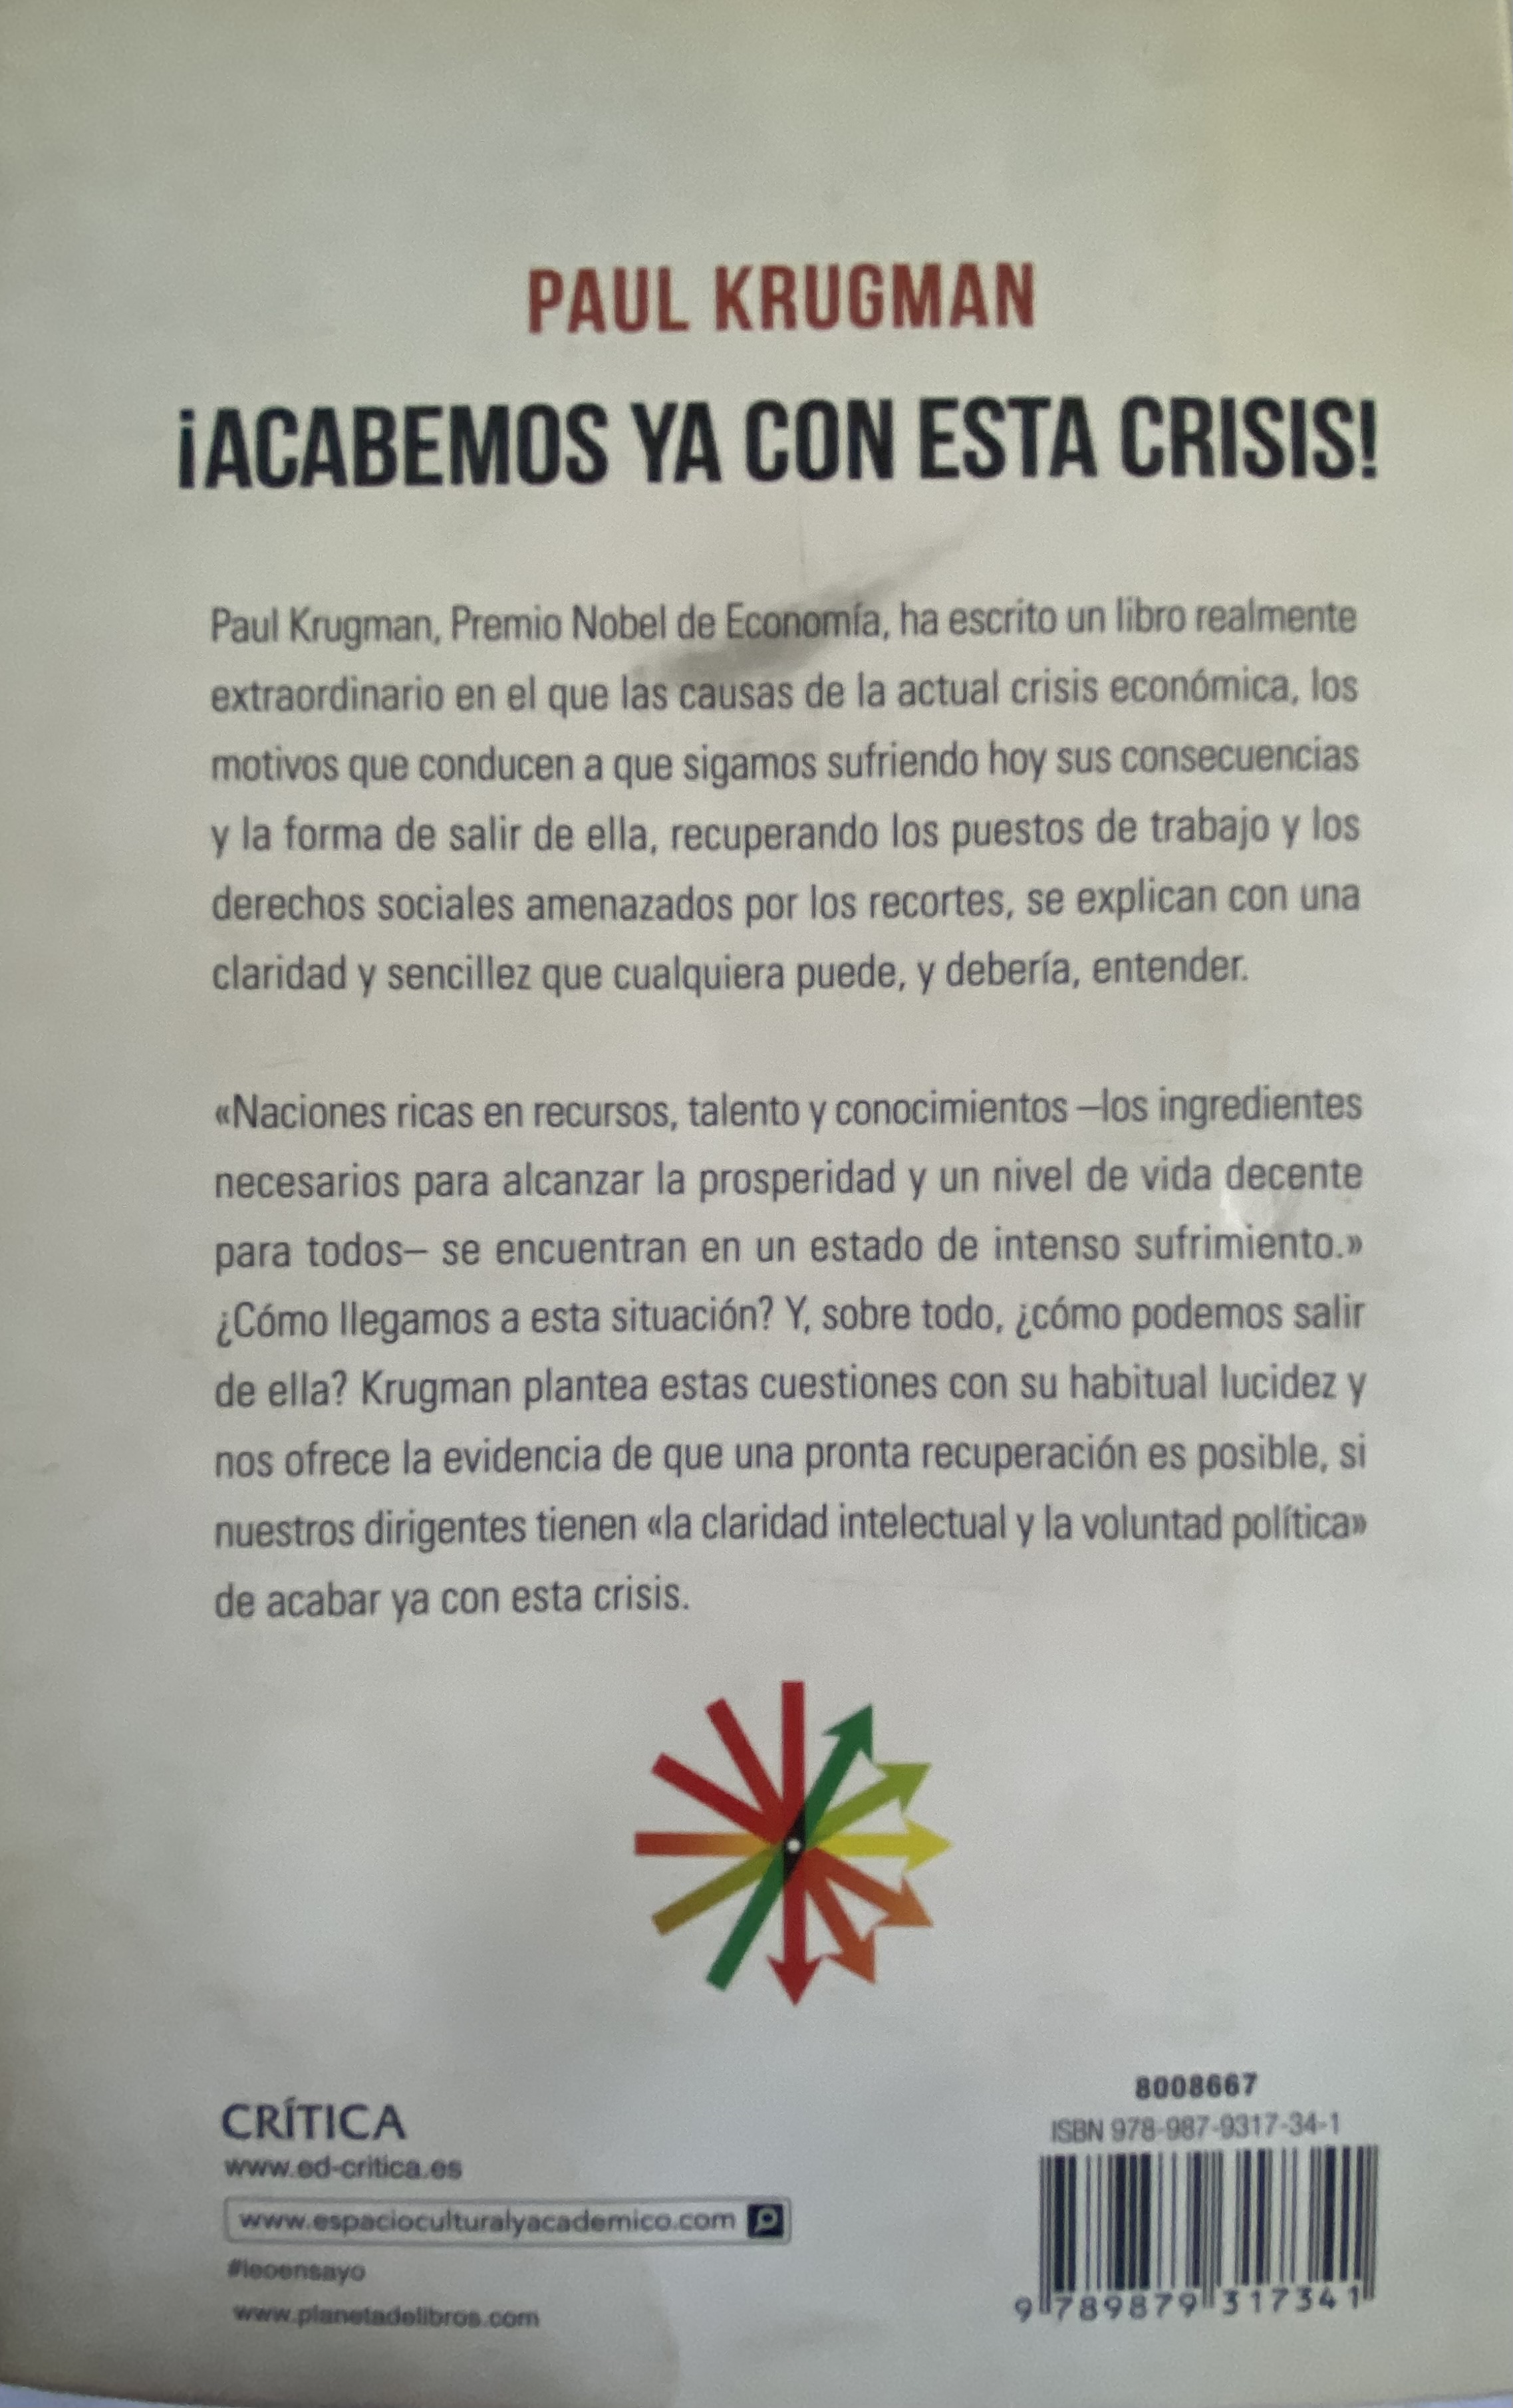 PAUL KRUGMAN
¡ACABEMOS YA CON ESTA CRISIS!
Paul Krugman, Premio Nobel de Economía, ha escrito un libro realmente
extraordinario en el que las causas de la actual crisis económica, los
motivos que conducen a que sigamos sufriendo hoy sus consecuencias
y la forma de salir de ella, recuperando los puestos de trabajo y los
derechos sociales amenazados por los recortes, se explican con una
claridad y sencillez que cualquiera puede, y debería, entender.
«Naciones ricas en recursos, talento y conocimientos –los ingredientes
necesarios para alcanzar la prosperidad y un nivel de vida decente
para todos– se encuentran en un estado de intenso sufrimiento.»
¿Cómo llegamos a esta situación? Y, sobre todo, ¿cómo podemos salir
de ella? Krugman plantea estas cuestiones con su habitual lucidez y
nos ofrece la evidencia de que una pronta recuperación es posible, si
nuestros dirigentes tienen «la claridad intelectual y la voluntad política»
de acabar ya con esta crisis.
CRÍTICA
www.ed-critica.es
www.espacioculturalyacademico.com
#leoensayo
www.planetadelibros.com
8008667
ISBN 978-987-9317-34-1
9 789879 317341